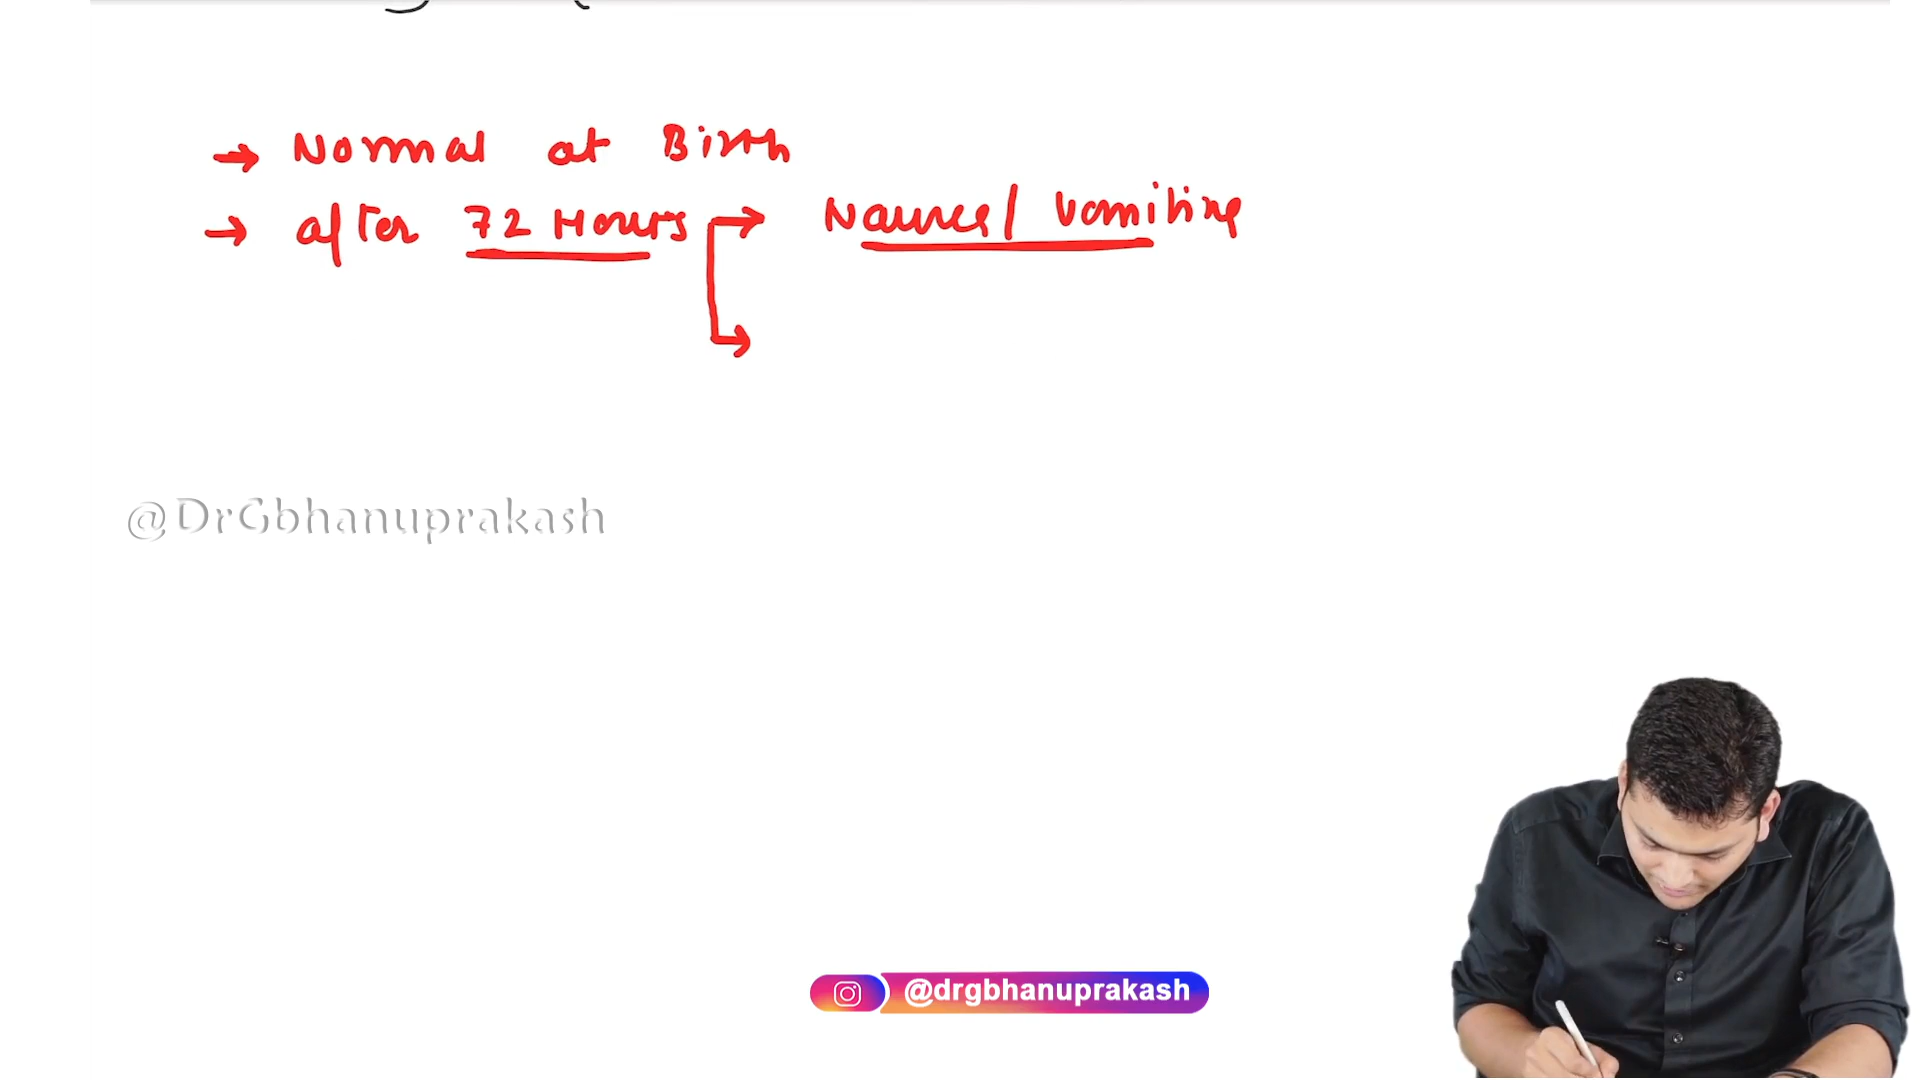 → Normal at Birth
→ after 72 Hours → Nausea/ Vomiting
→
@DrGbhanuprakash
@drgbhanuprakash